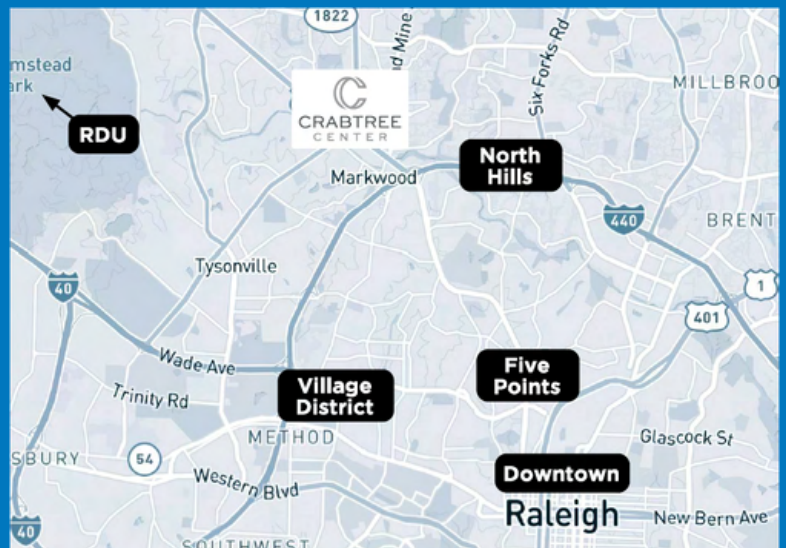 1822
d Mine
Six Forks Rd
mstead
ark
MILLBROO
CRABTREE
CENTER
RDU
North
Hills
Markwood
440
BRENT
Tysonville
40
1
401
Wade Ave
Five
Points
Village
District
Trinity Rd
METHOD
Glascock St
SBURY
54
Downtown
Western Blvd
Raleigh
New Bern Ave
40
SOUTHWEST